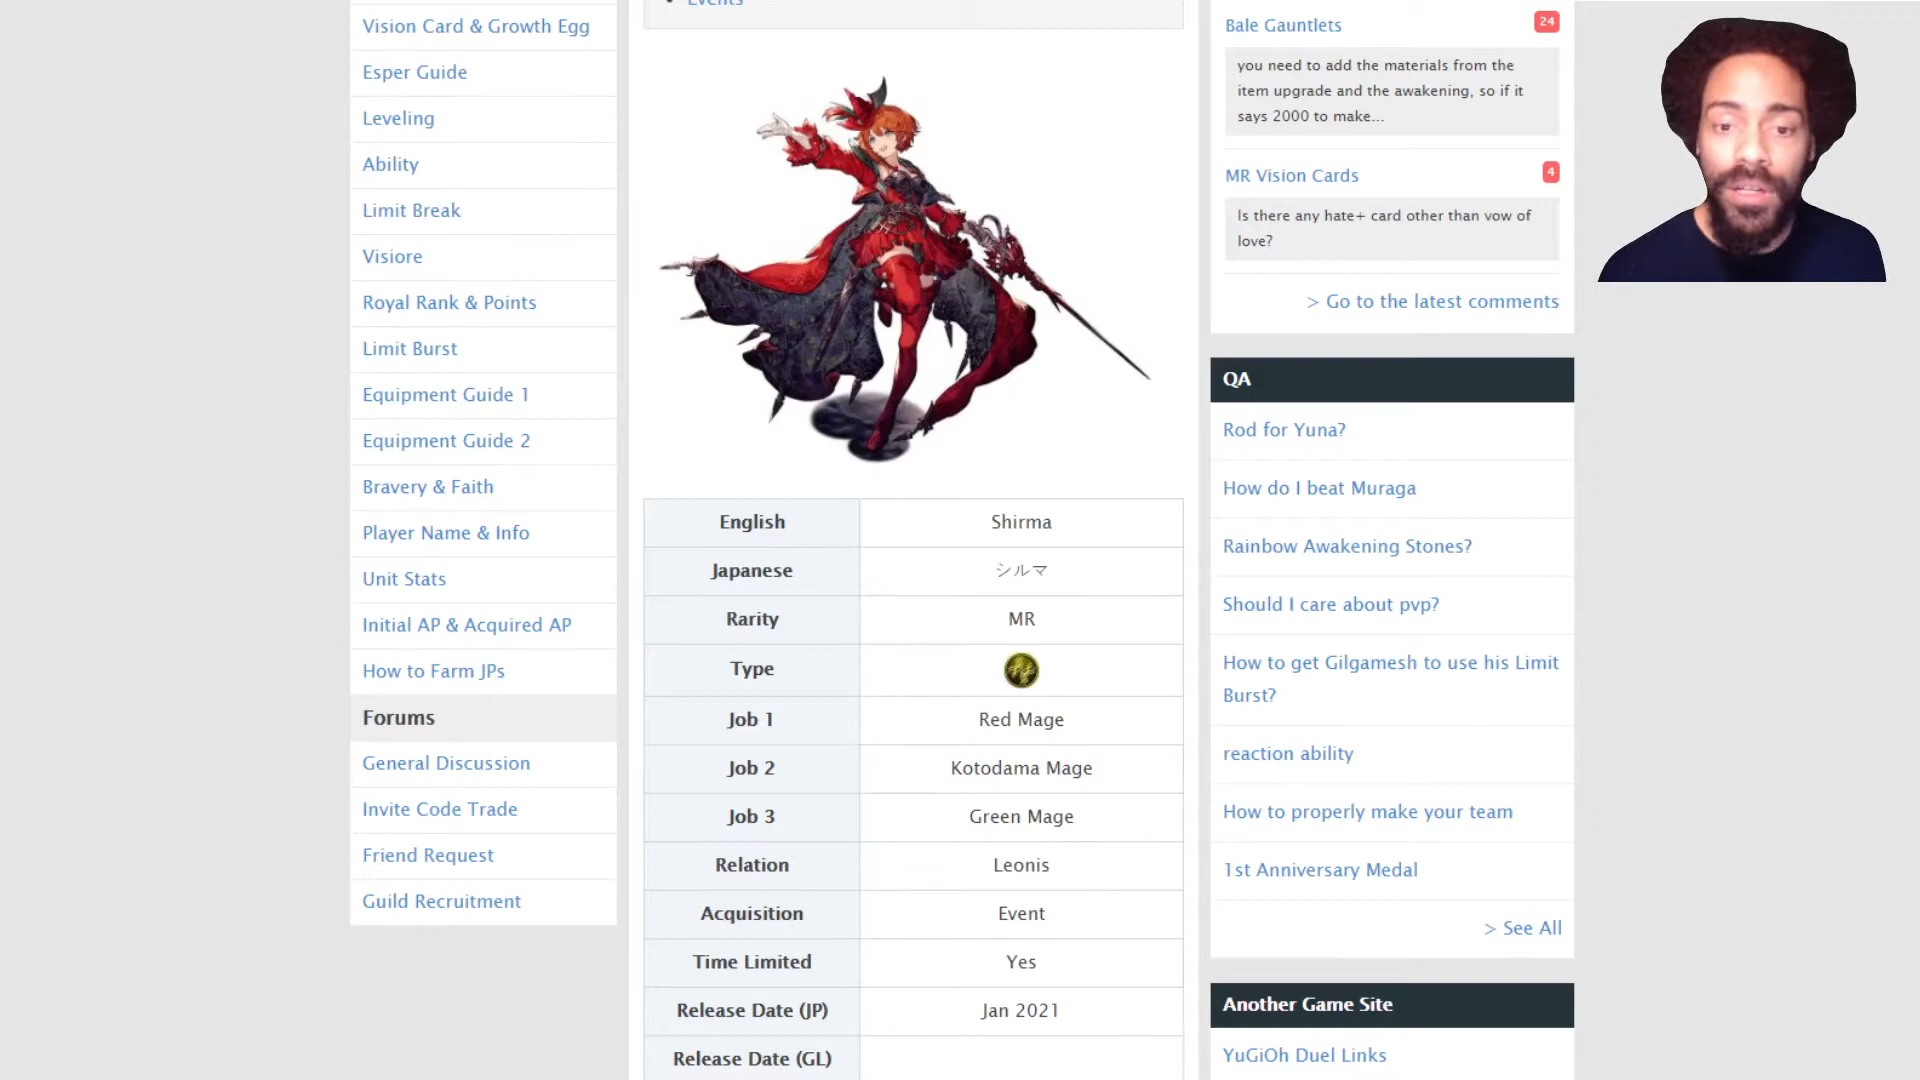 Vision Card & Growth Egg
Esper Guide
Leveling
Ability
Limit Break
Visiore
Royal Rank & Points
Limit Burst
Equipment Guide 1
Equipment Guide 2
Bravery & Faith
Player Name & Info
Unit Stats
Initial AP & Acquired AP
How to Farm JPs
Forums
General Discussion
Invite Code Trade
Friend Request
Guild Recruitment
Events
English Shirma
Japanese シルマ
Rarity MR
Type
Job 1 Red Mage
Job 2 Kotodama Mage
Job 3 Green Mage
Relation Leonis
Acquisition Event
Time Limited Yes
Release Date (JP) Jan 2021
Release Date (GL)
Bale Gauntlets 24
you need to add the materials from the
item upgrade and the awakening, so if it
says 2000 to make...
MR Vision Cards 4
Is there any hate+ card other than vow of
love?
> Go to the latest comments
QA
Rod for Yuna?
How do I beat Muraga
Rainbow Awakening Stones?
Should I care about pvp?
How to get Gilgamesh to use his Limit
Burst?
reaction ability
How to properly make your team
1st Anniversary Medal
> See All
Another Game Site
YuGiOh Duel Links